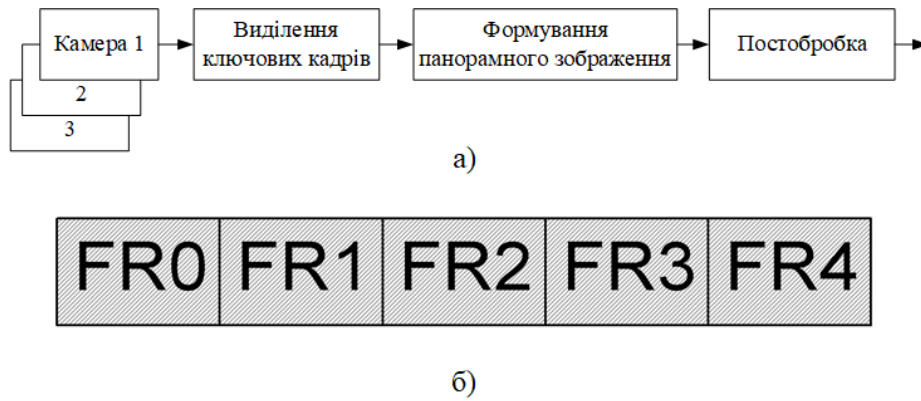 Камера 1
2
3
Виділення
ключових кадрів
Формування
панорамного зображення
Постобробка
а)
FR0 FR1 FR2 FR3 FR4
б)